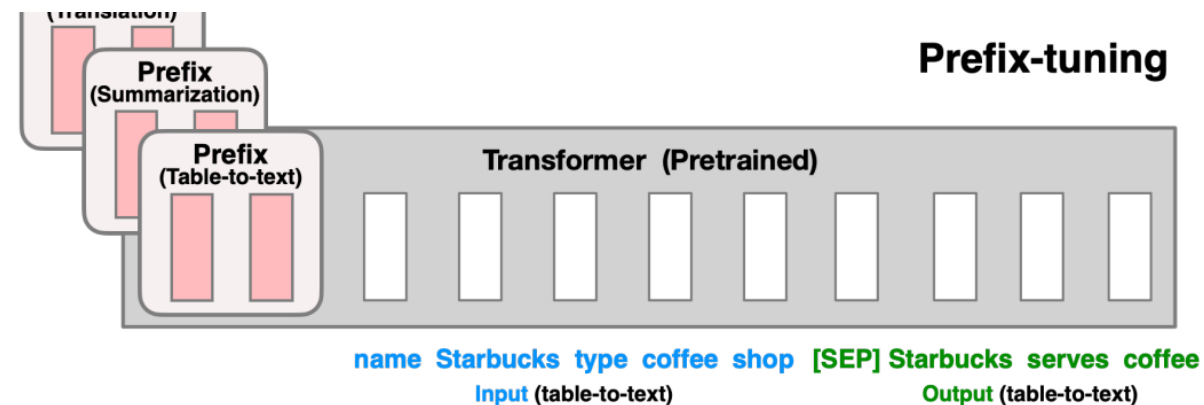 (Translation)
Prefix-tuning
Prefix
(Summarization)
Prefix
(Table-to-text)
Transformer (Pretrained)
name Starbucks type coffee shop [SEP] Starbucks serves coffee
Input (table-to-text) Output (table-to-text)